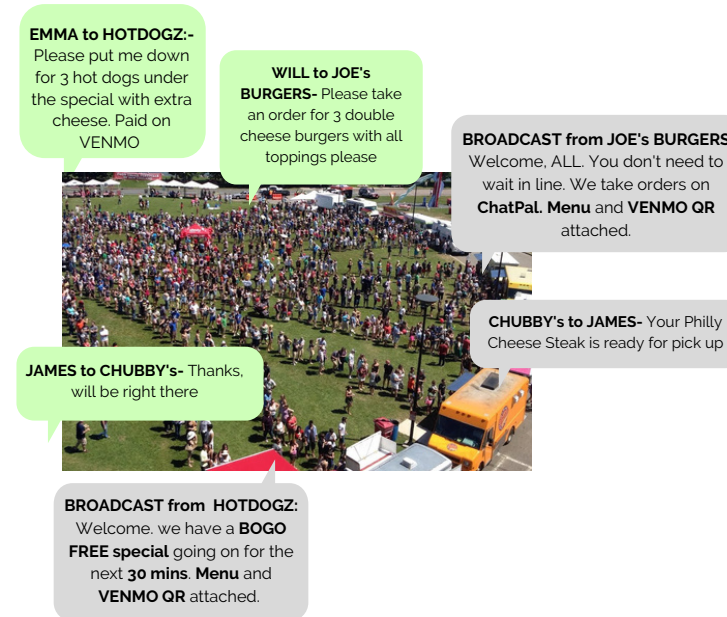 EMMA to HOTDOGZ:-
Please put me down
for 3 hot dogs under
the special with extra
cheese. Paid on
VENMO
WILL to JOE's
BURGERS- Please take
an order for 3 double
cheese burgers with all
toppings please
BROADCAST from JOE's BURGERS
Welcome, ALL. You don't need to
wait in line. We take orders on
ChatPal. Menu and VENMO QR
attached.
CHUBBY's to JAMES- Your Philly
Cheese Steak is ready for pick up
JAMES to CHUBBY's- Thanks,
will be right there
BROADCAST from HOTDOGZ:
Welcome. we have a BOGO
FREE special going on for the
next 30 mins. Menu and
VENMO QR attached.